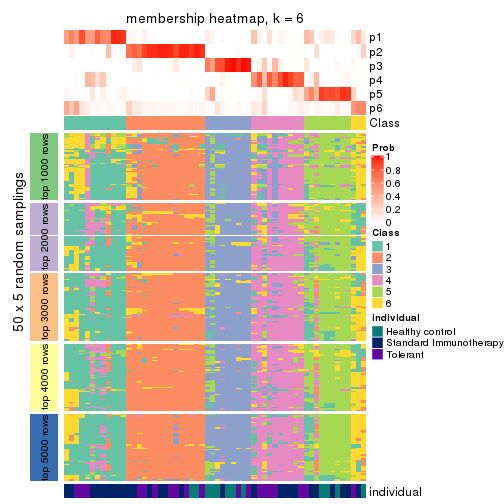 membership heatmap, k = 6
p1
p2
p3
p4
p5
p6
Class
50 x 5 random samplings
top 1000 rows
top 2000 rows
top 3000 rows
top 4000 rows
top 5000 rows
Prob
1
0.8
0.6
0.4
0.2
0
Class
1
2
3
4
5
6
individual
Healthy control
Standard Immunotherapy
Tolerant
individual